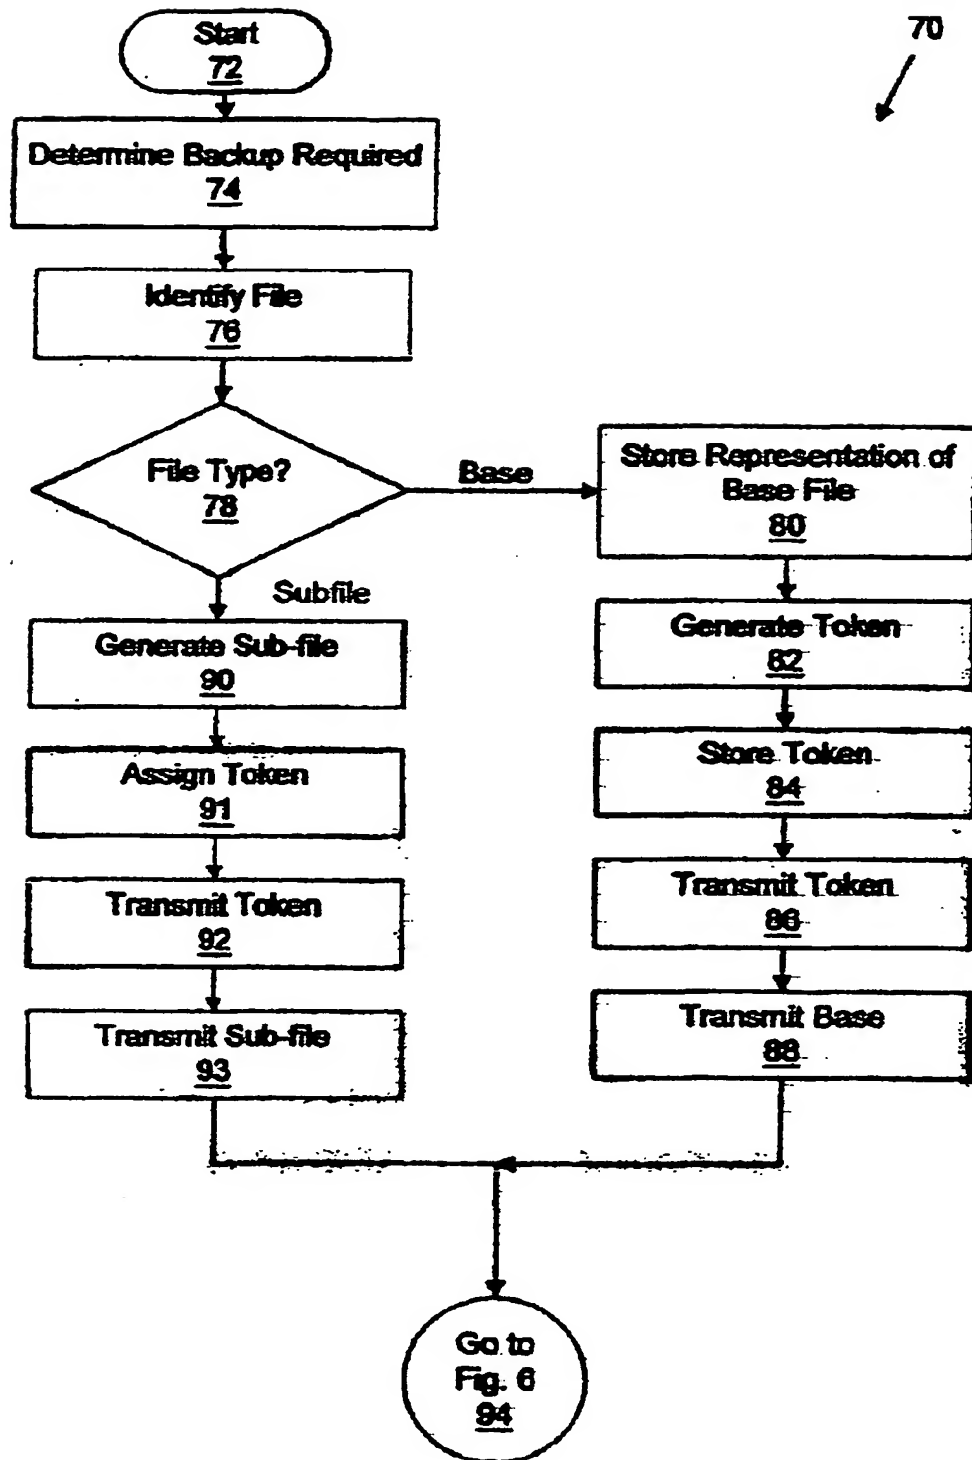 70
Start
72
Determine Backup Required
74
Identify File
76
File Type?
78
Base
Subfile
Store Representation of
Base File
80
Generate Token
82
Store Token
84
Transmit Token
86
Transmit Base
88
Generate Sub-file
90
Assign Token
91
Transmit Token
92
Transmit Sub-file
93
Go to
Fig. 6
94